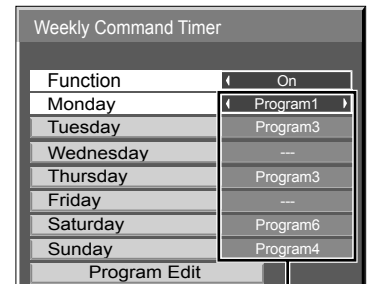 Weekly Command Timer
Function On
Monday Program1
Tuesday Program3
Wednesday ---
Thursday Program3
Friday ---
Saturday Program6
Sunday Program4
Program Edit